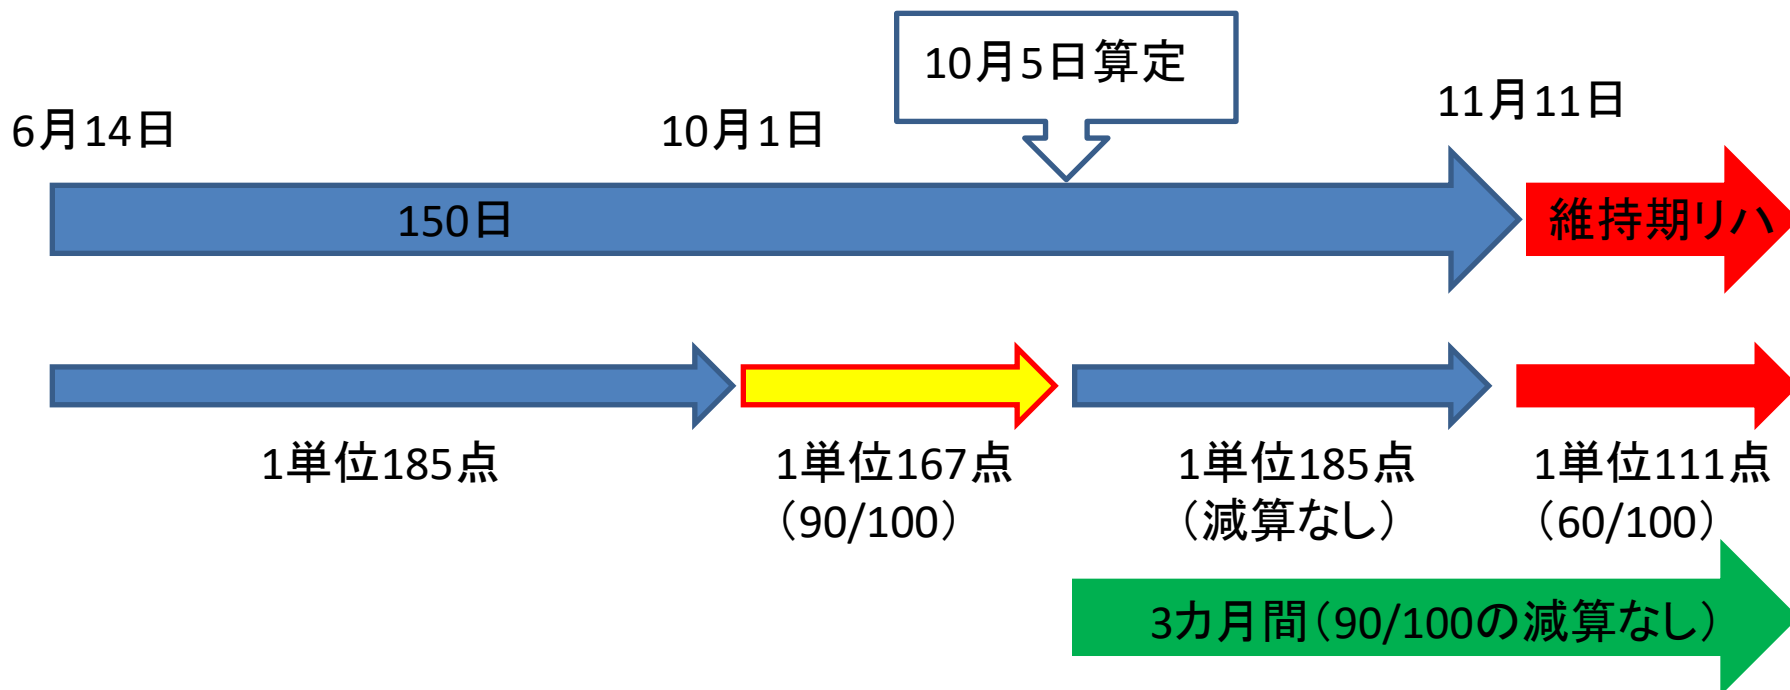 10月5日算定
6月14日
10月1日
11月11日
150日
維持期リハ
1単位185点
1単位167点
（90/100）
1単位185点
（減算なし）
1単位111点
（60/100）
3カ月間（90/100の減算なし）